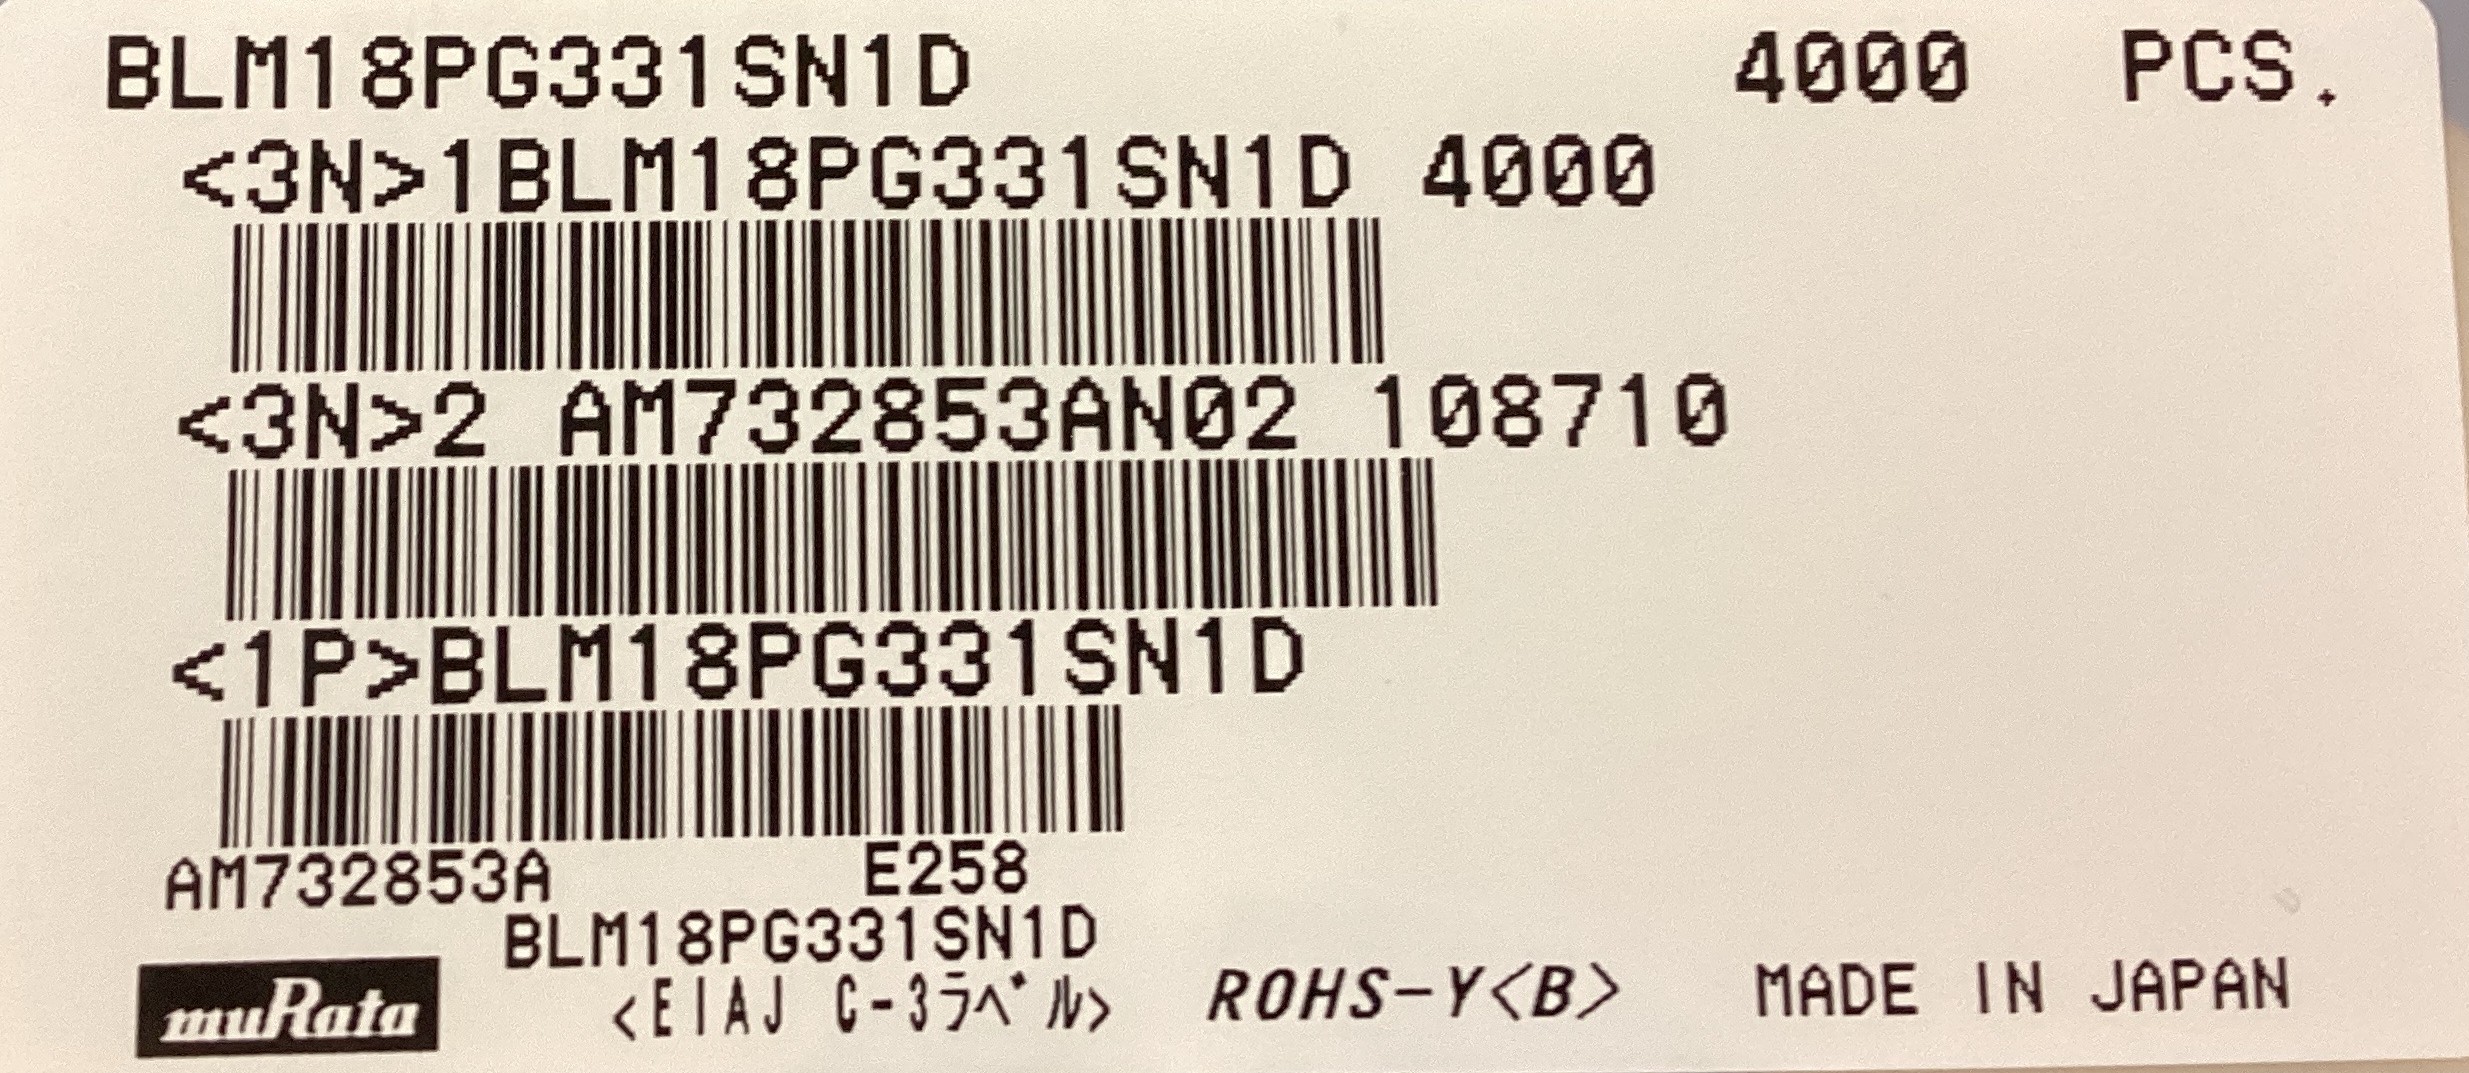 BLM18PG331SN1D 4000 PCS.
<3N>1BLM18PG331SN1D 4000
<3N>2 AM732853AN02 108710
<1P>BLM18PG331SN1D
AM732853A E258
BLM18PG331SN1D
muRata <EIAJ C-3ラベル> ROHS-Y<B> MADE IN JAPAN